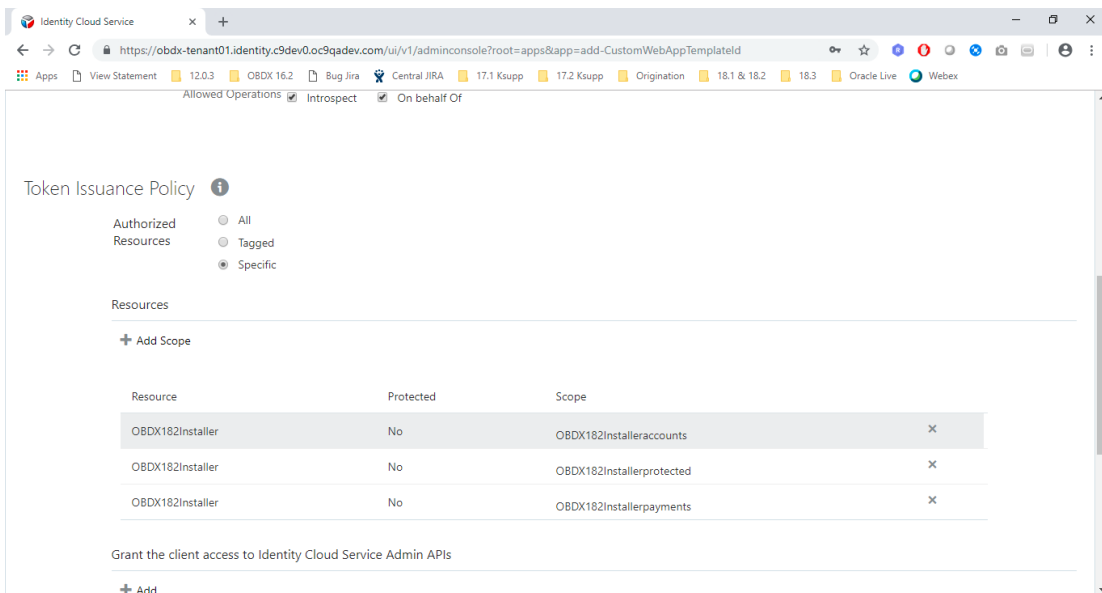 Identity Cloud Service
https://obdx-tenant01.identity.c9dev0.oc9qadev.com/ui/v1/adminconsole?root=apps&app=add-CustomWebAppTemplateId
Apps View Statement 12.0.3 OBDX 16.2 Bug Jira Central JIRA 17.1 Ksupp 17.2 Ksupp Origination 18.1 & 18.2 18.3 Oracle Live Webex
Allowed Operations Introspect On behalf Of
Token Issuance Policy
Authorized Resources
All
Tagged
Specific
Resources
Add Scope
Resource Protected Scope
OBDX182Installer No OBDX182Installeraccounts
OBDX182Installer No OBDX182Installerprotected
OBDX182Installer No OBDX182Installerpayments
Grant the client access to Identity Cloud Service Admin APIs
Add